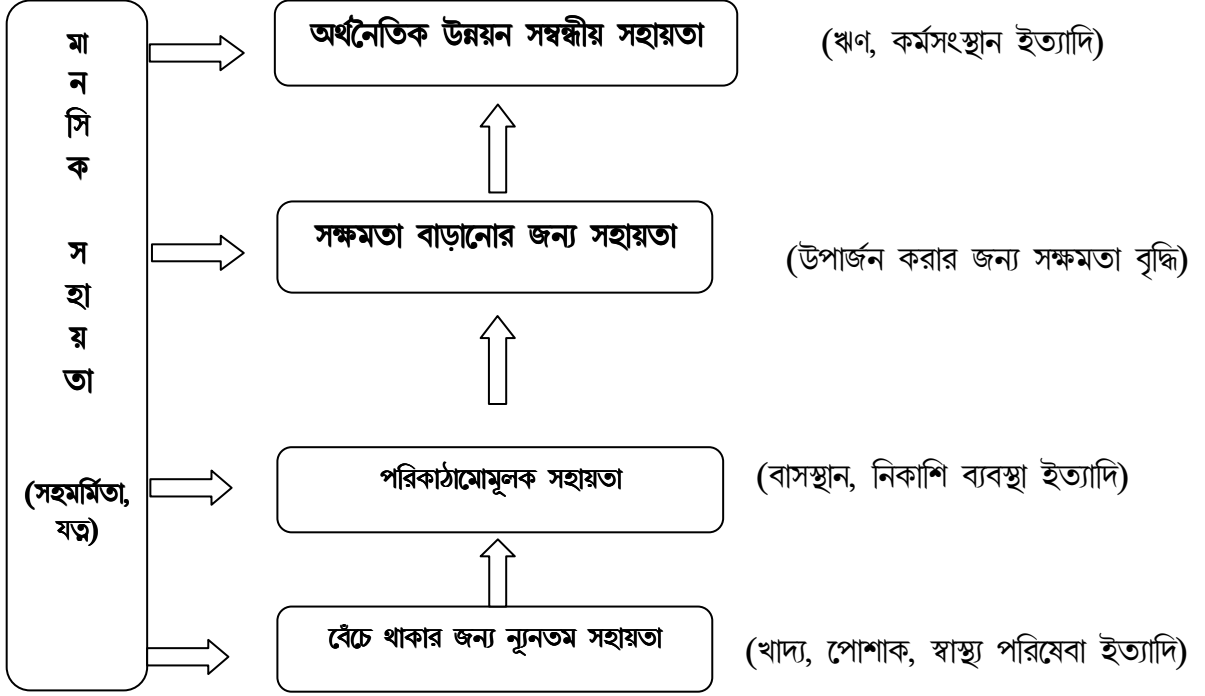 মা
ন
সি
ক
স
হা
য়
তা
(সহমর্মিতা,
যত্ন)
অর্থনৈতিক উন্নয়ন সম্বন্ধীয় সহায়তা
(ঋণ, কর্মসংস্থান ইত্যাদি)
সক্ষমতা বাড়ানোর জন্য সহায়তা
(উপার্জন করার জন্য সক্ষমতা বৃদ্ধি)
পরিকাঠামোমূলক সহায়তা
(বাসস্থান, নিকাশি ব্যবস্থা ইত্যাদি)
বেঁচে থাকার জন্য ন্যূনতম সহায়তা
(খাদ্য, পোশাক, স্বাস্থ্য পরিষেবা ইত্যাদি)